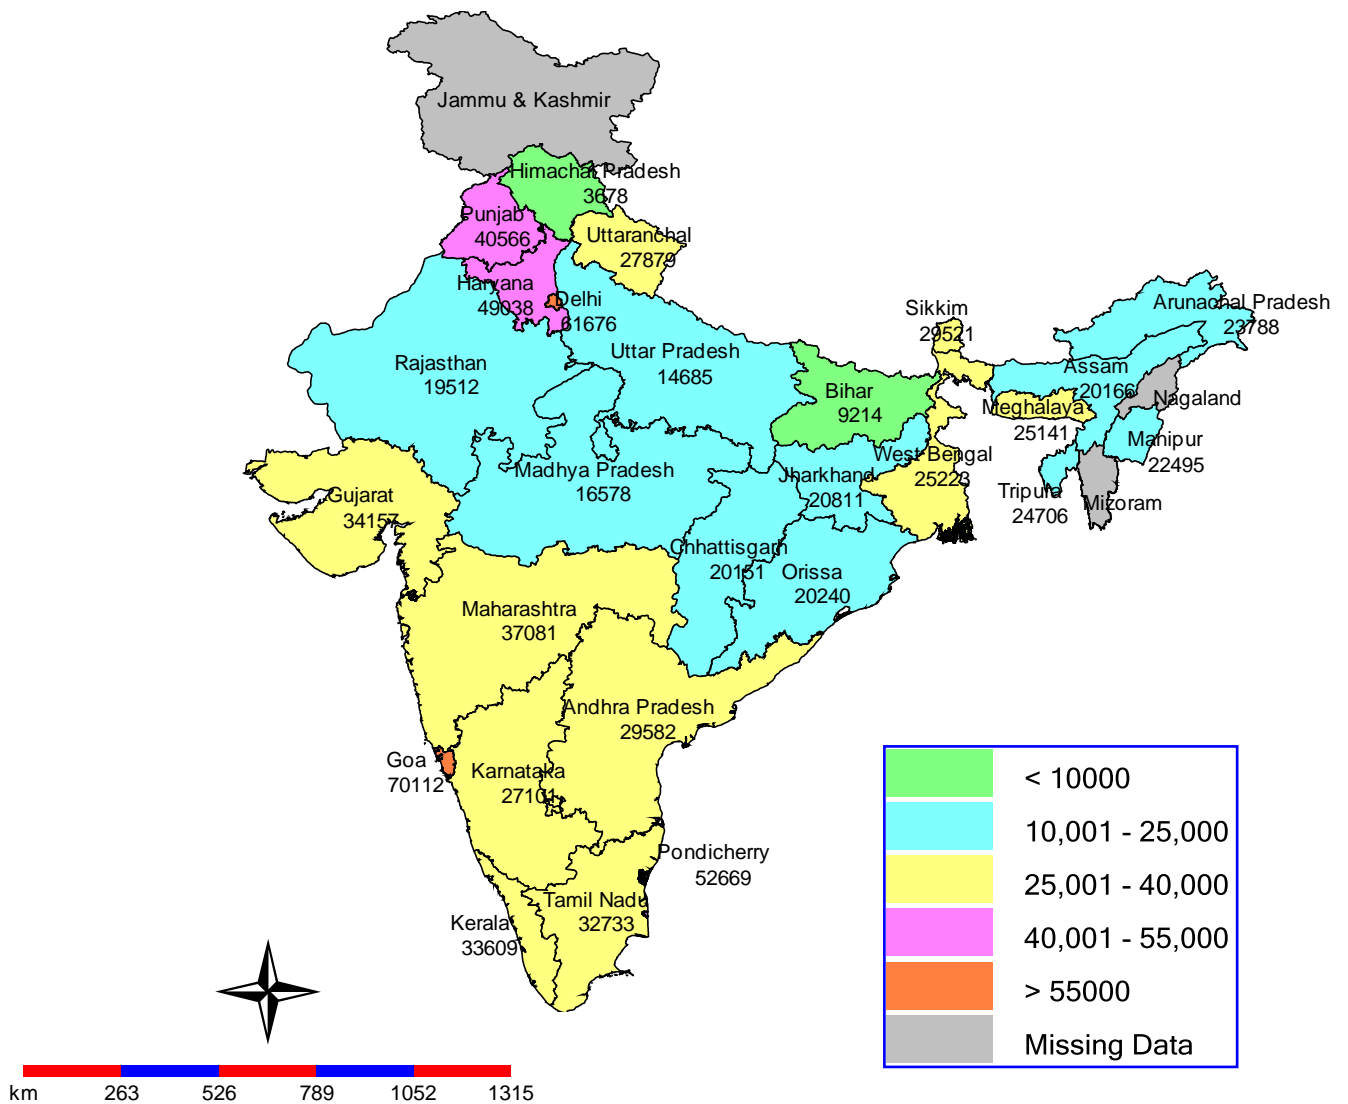 Jammu & Kashmir
Himachal Pradesh
3678
Punjab
40566
Uttaranchal
27879
Haryana
49038
Delhi
61676
Sikkim
29521
Arunachal Pradesh
23788
Rajasthan
19512
Uttar Pradesh
14685
Bihar
9214
Assam
20166
Nagaland
Meghalaya
25141
Manipur
22495
West Bengal
25223
Jharkhand
20811
Tripura
24706
Mizoram
Madhya Pradesh
16578
Gujarat
34157
Chhattisgarh
20151
Orissa
20240
Maharashtra
37081
Andhra Pradesh
29582
Goa
70112
Karnataka
27101
Pondicherry
52669
Tamil Nadu
32733
Kerala
33609
< 10000
10,001 - 25,000
25,001 - 40,000
40,001 - 55,000
> 55000
Missing Data
km 263 526 789 1052 1315